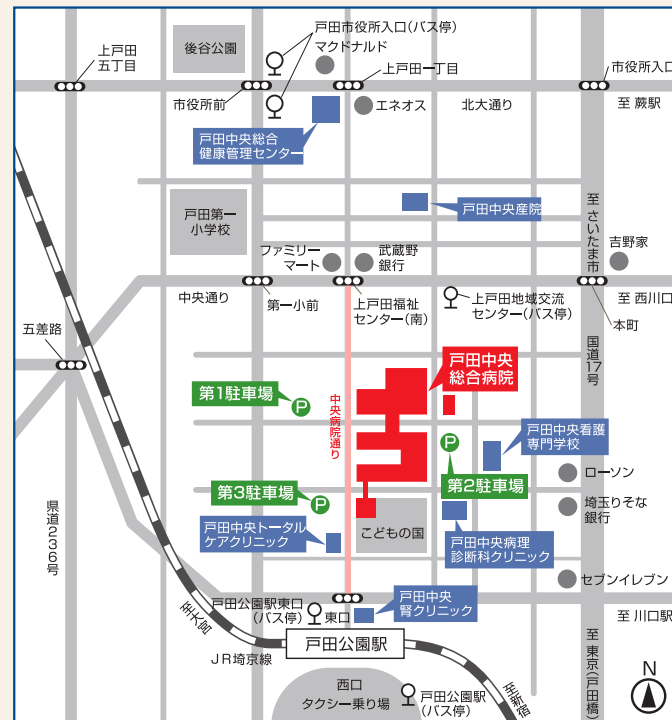 戸田市役所入口(バス停)
マクドナルド
後谷公園
上戸田
五丁目
上戸田一丁目
市役所入口
市役所前
エネオス
北大通り
至 蕨駅
戸田中央総合
健康管理センター
戸田中央産院
戸田第一
小学校
至 さいたま市
吉野家
ファミリー
マート
武蔵野
銀行
中央通り
第一小前
上戸田福祉
センター(南)
上戸田地域交流
センター(バス停)
至 西川口
本町
五差路
国道17号
戸田中央
総合病院
第1駐車場
P
中央病院通り
戸田中央看護
専門学校
P
ローソン
第2駐車場
第3駐車場
P
埼玉りそな
銀行
県道236号
戸田中央トータル
ケアクリニック
こどもの国
戸田中央病理
診断科クリニック
セブンイレブン
戸田公園駅東口
(バス停)
東口
戸田中央
腎クリニック
至 川口駅
至大宮
戸田公園駅
JR埼京線
至 東京(戸田橋
西口
タクシー乗り場
戸田公園駅
(バス停)
至新宿
N